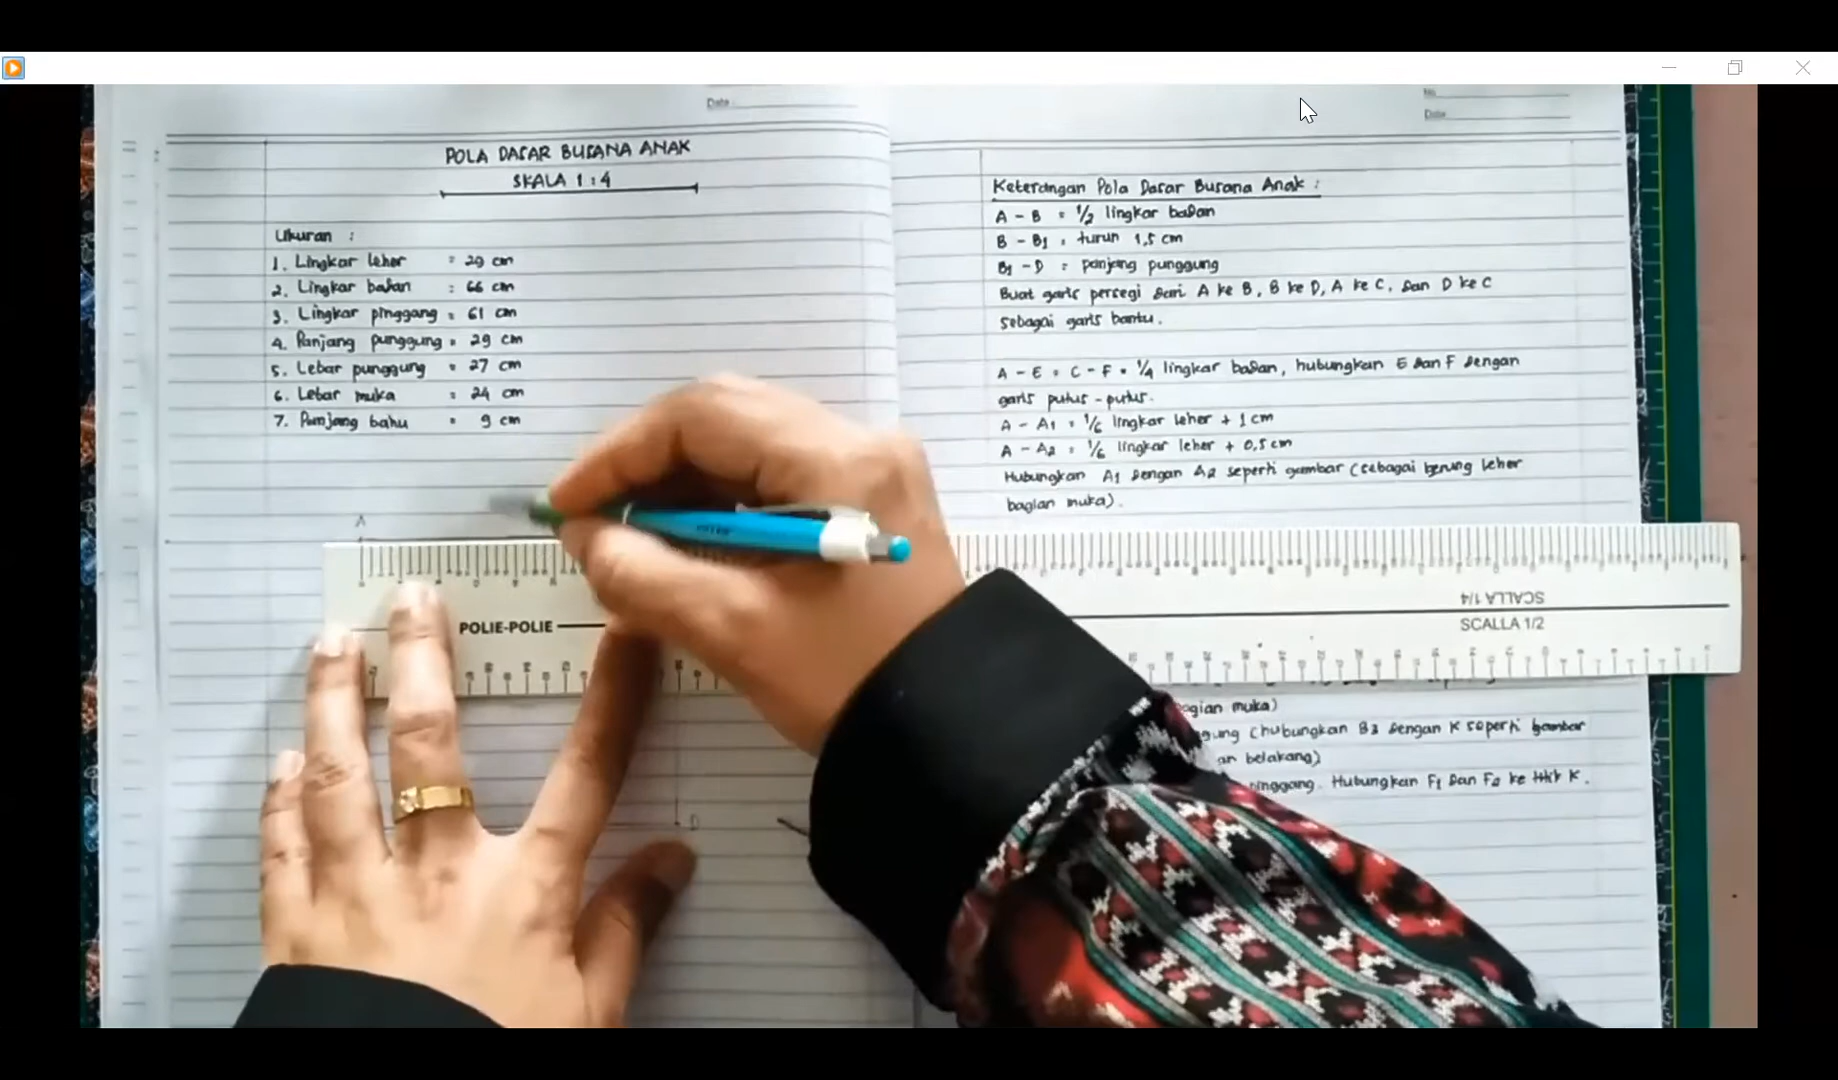 Date :
POLA DASAR BUSANA ANAK
SKALA 1 : 4
Ukuran :
1. Lingkar leher = 29 cm
2. Lingkar badan = 66 cm
3. Lingkar pinggang = 61 cm
4. Panjang punggung = 29 cm
5. Lebar punggung = 27 cm
6. Lebar muka = 24 cm
7. Panjang bahu = 9 cm
A
D
No
Date
Keterangan Pola Dasar Busana Anak :
A - B = 1/2 lingkar badan
B - B1 = turun 1,5 cm
B1 - D = panjang punggung
Buat garis persegi dari A ke B, B ke D, A ke C, dan D ke C
sebagai garis bantu.
A - E = C - F = 1/4 lingkar badan, hubungkan E dan F dengan
garis putus - putus.
A - A1 = 1/6 lingkar leher + 1 cm
A - A2 = 1/6 lingkar leher + 0,5 cm
Hubungkan A1 dengan A2 seperti gambar (sebagai kerung leher
bagian muka).
POLIE-POLIE
SCALLA 1/4
SCALLA 1/2
agian muka)
gung (hubungkan B3 dengan K seperti gambar
an belakang)
inggang. Hubungkan F1 dan F2 ke titik K.